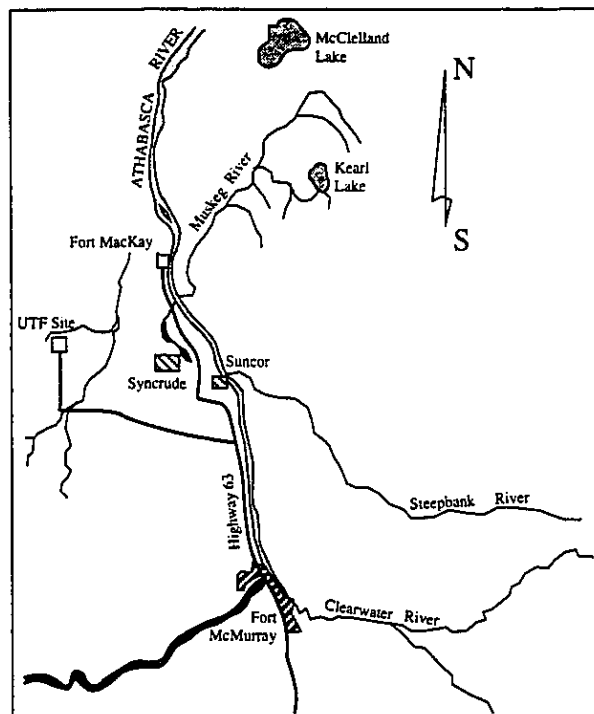 McClelland
Lake
N
ATHABASCA RIVER
Kearl
Lake
Muskeg River
S
Fort MacKay
UTF Site
Suncor
Syncrude
Highway 63
Steepbank River
Clearwater River
Fort
McMurray